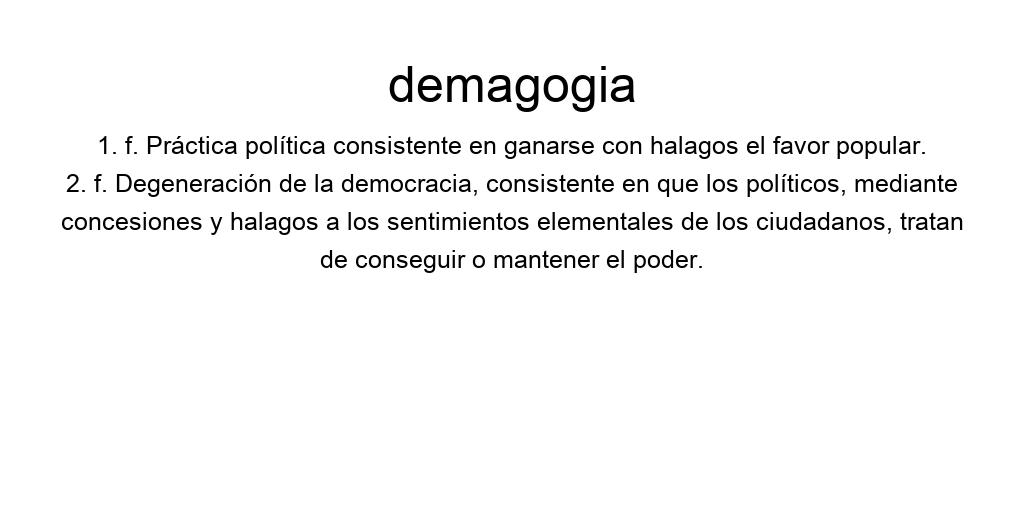 demagogia
1. f. Práctica política consistente en ganarse con halagos el favor popular.
2. f. Degeneración de la democracia, consistente en que los políticos, mediante
concesiones y halagos a los sentimientos elementales de los ciudadanos, tratan
de conseguir o mantener el poder.